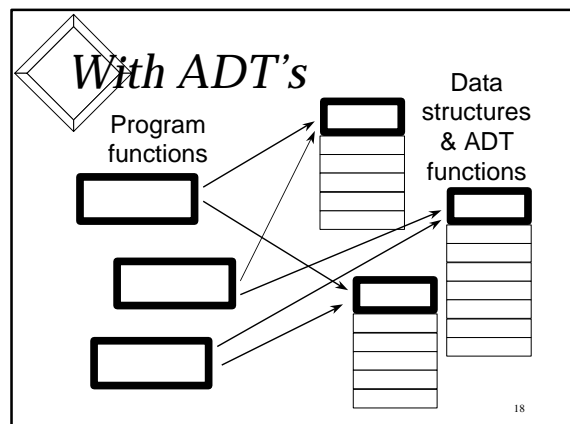 With ADT's
Program
functions
Data
structures
& ADT
functions
18